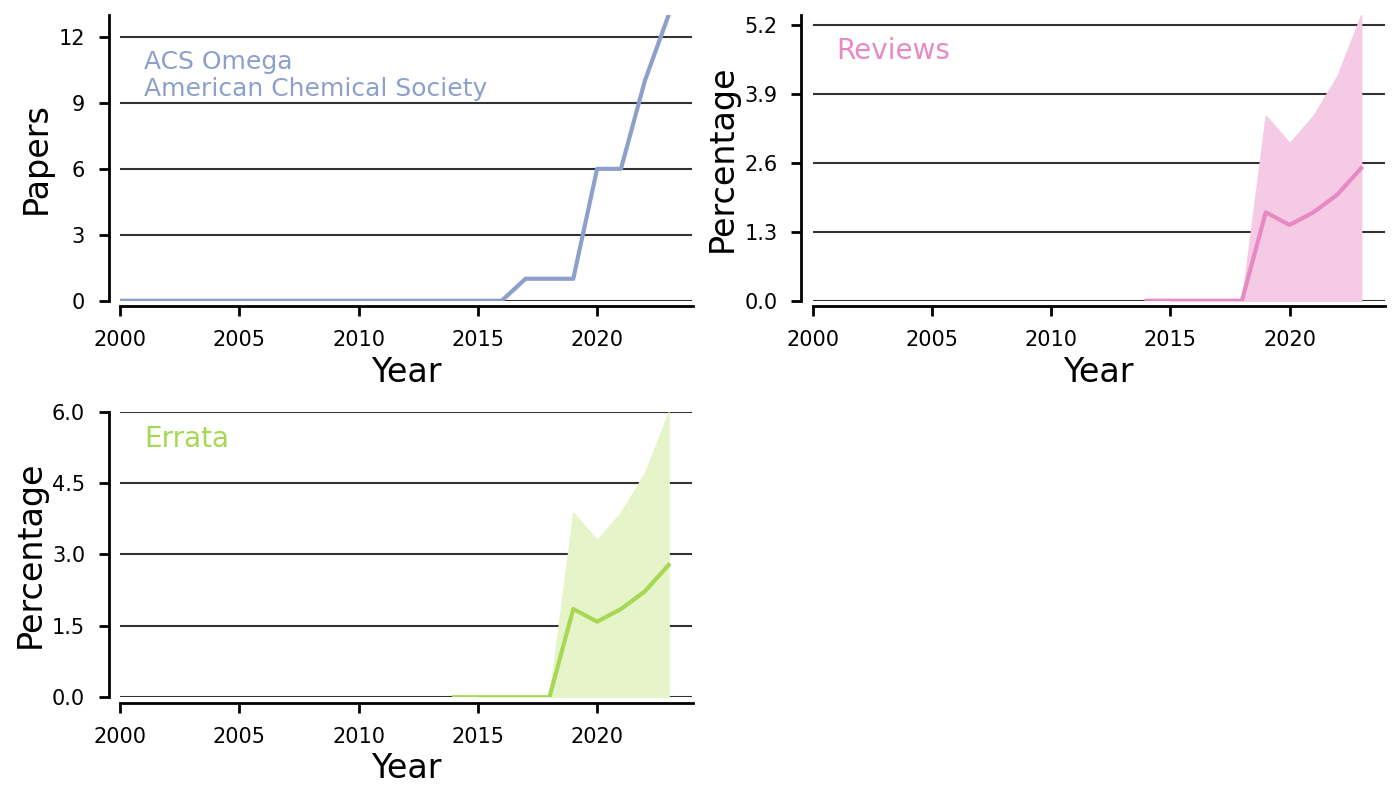 12
9
6
3
0
Papers
ACS Omega
American Chemical Society
2000 2005 2010 2015 2020
Year
5.2
3.9
2.6
1.3
0.0
Percentage
Reviews
2000 2005 2010 2015 2020
Year
6.0
4.5
3.0
1.5
0.0
Percentage
Errata
2000 2005 2010 2015 2020
Year